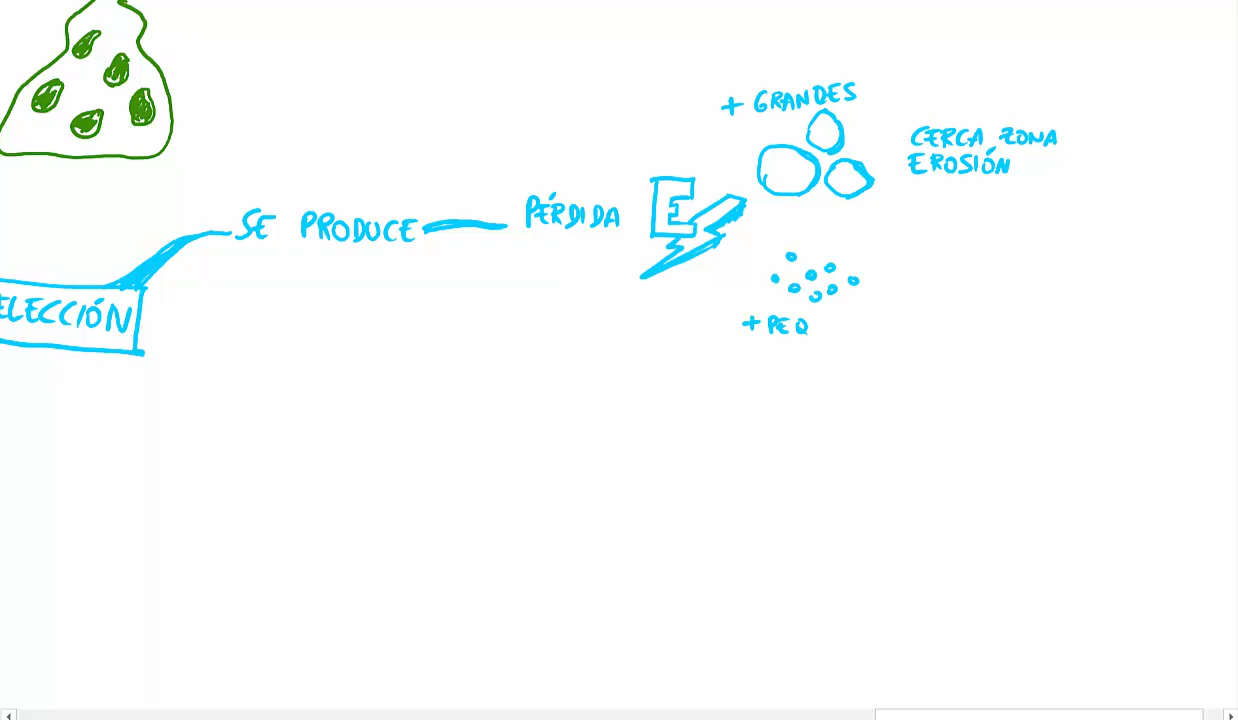 + GRANDES
CERCA ZONA
EROSIÓN
SE PRODUCE
PÉRDIDA
E
ELECCIÓN
+ PEQ